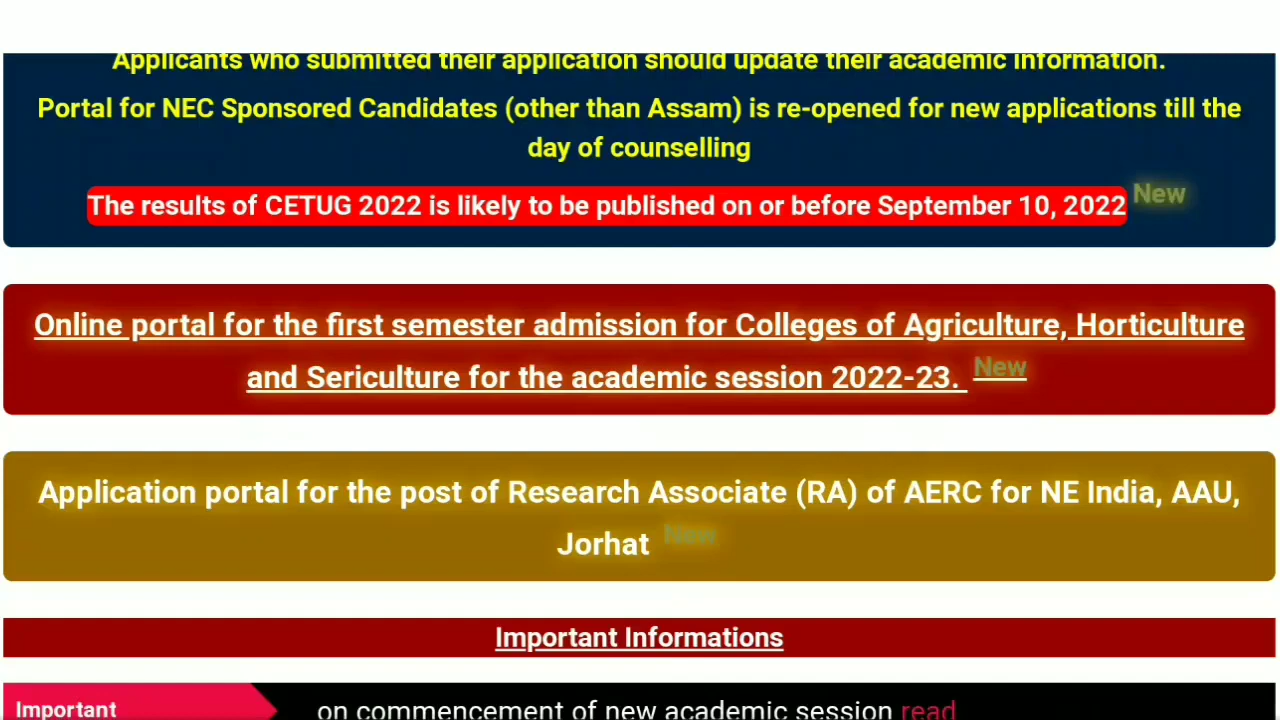 Applicants who submitted their application should update their academic information.
Portal for NEC Sponsored Candidates (other than Assam) is re-opened for new applications till the
day of counselling
The results of CETUG 2022 is likely to be published on or before September 10, 2022 New
Online portal for the first semester admission for Colleges of Agriculture, Horticulture
and Sericulture for the academic session 2022-23. New
Application portal for the post of Research Associate (RA) of AERC for NE India, AAU,
Jorhat New
Important Informations
Important on commencement of new academic session read